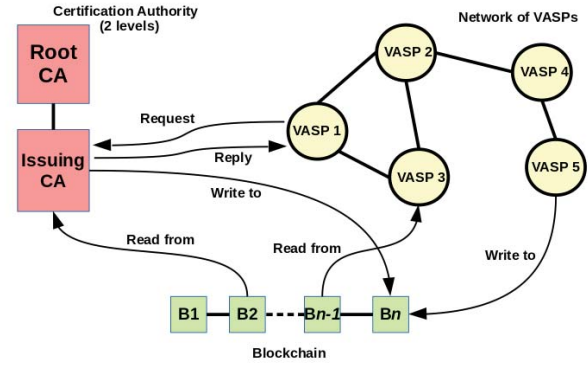 Certification Authority
(2 levels)
Network of VASPs
Root
CA
VASP 2
VASP 4
Request
VASP 1
Issuing
CA
Reply
VASP 3
VASP 5
Write to
Read from
Read from
Write to
B1
B2
Bn-1
Bn
Blockchain